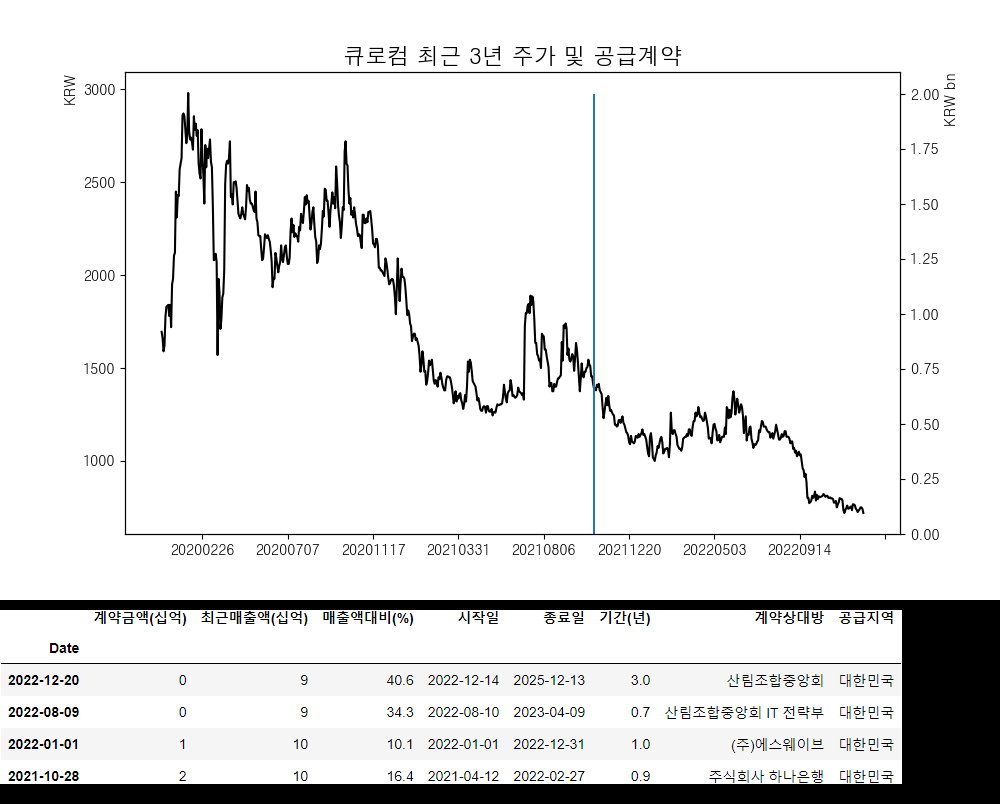 큐로컴 최근 3년 주가 및 공급계약
KRW
KRW bn
3000
2500
2000
1500
1000
2.00
1.75
1.50
1.25
1.00
0.75
0.50
0.25
0.00
20200226 20200707 20201117 20210331 20210806 20211220 20220503 20220914
계약금액(십억) 최근매출액(십억) 매출액대비(%) 시작일 종료일 기간(년) 계약상대방 공급지역
Date
2022-12-20 0 9 40.6 2022-12-14 2025-12-13 3.0 산림조합중앙회 대한민국
2022-08-09 0 9 34.3 2022-08-10 2023-04-09 0.7 산림조합중앙회 IT 전략부 대한민국
2022-01-01 1 10 10.1 2022-01-01 2022-12-31 1.0 (주)에스웨이브 대한민국
2021-10-28 2 10 16.4 2021-04-12 2022-02-27 0.9 주식회사 하나은행 대한민국